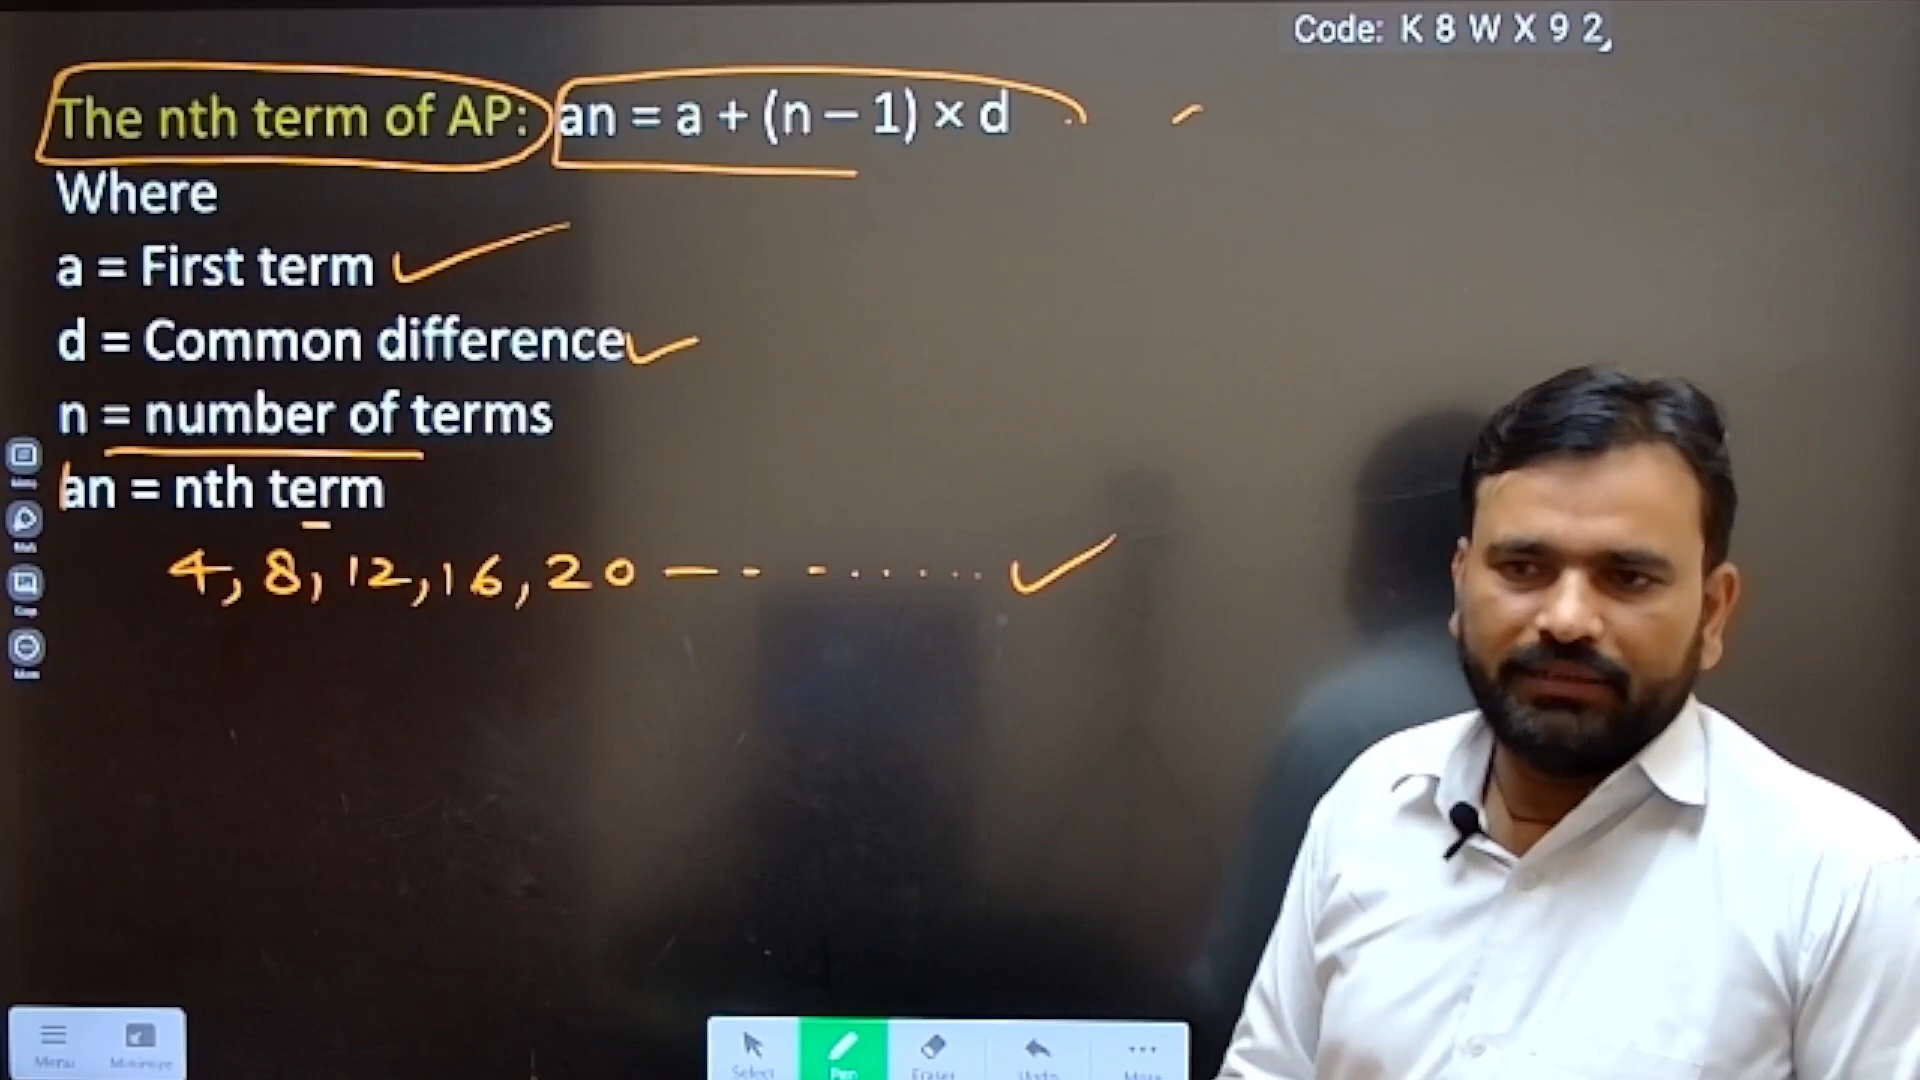 Code: K 8 W X 9 2
The nth term of AP: an = a + (n – 1) × d
Where
a = First term
d = Common difference
n = number of terms
an = nth term
4, 8, 12, 16, 20 — - - . . . . . .
Menu Minimize
Select Pen Eraser Undo More